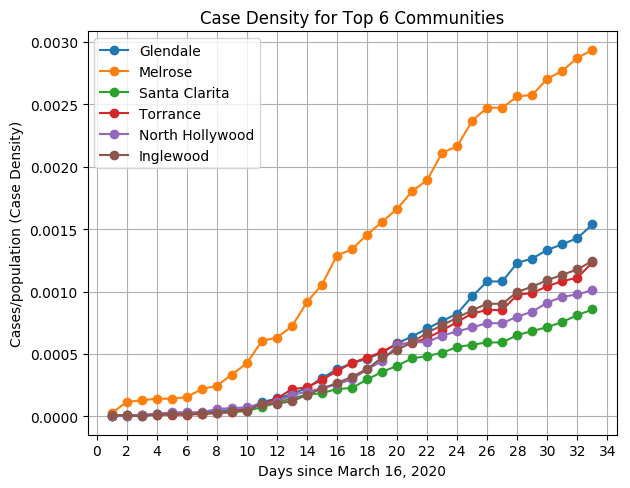 Case Density for Top 6 Communities
Glendale
Melrose
Santa Clarita
Torrance
North Hollywood
Inglewood
Cases/population (Case Density)
0.0030
0.0025
0.0020
0.0015
0.0010
0.0005
0.0000
0 2 4 6 8 10 12 14 16 18 20 22 24 26 28 30 32 34
Days since March 16, 2020